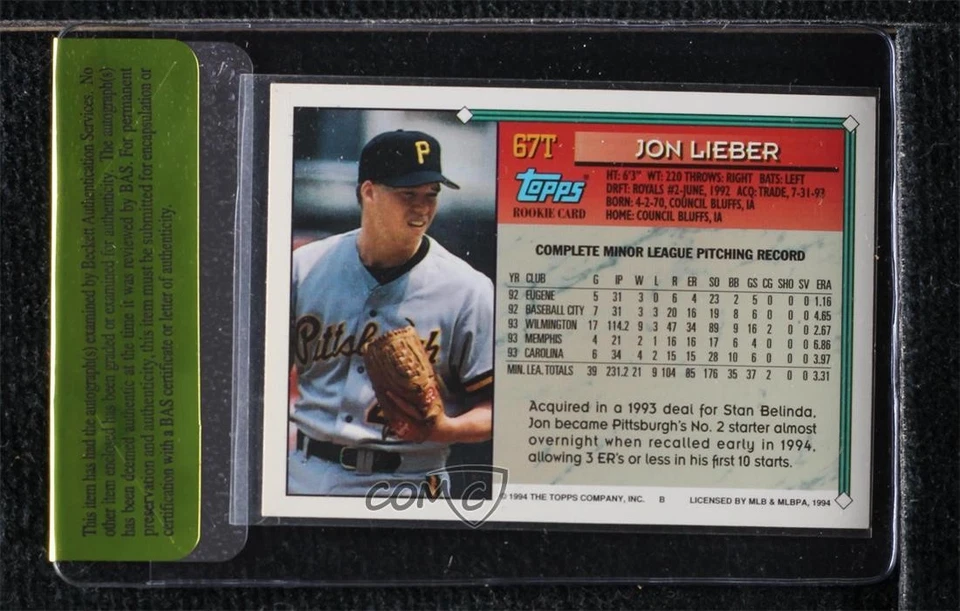 This item has had the autograph(s) examined by Beckett Authentication Services. No
other item enclosed has been graded or examined for authenticity. The autograph(s)
has been deemed authentic at the time it was reviewed by BAS. For permanent
preservation and authenticity, this item must be submitted for encapsulation or
certification with a BAS certificate or letter of authenticity.
P
Pittsburgh
67T
JON LIEBER
Topps
ROOKIE CARD
HT: 6'3" WT: 220 THROWS: RIGHT BATS: LEFT
DRFT: ROYALS #2-JUNE, 1992 ACQ: TRADE, 7-31-93
BORN: 4-2-70, COUNCIL BLUFFS, IA
HOME: COUNCIL BLUFFS, IA
COMPLETE MINOR LEAGUE PITCHING RECORD
YR CLUB G IP W L R ER SO BB GS CG SHO SV ERA
92 EUGENE 5 31 3 0 6 4 23 2 5 0 0 0 1.16
92 BASEBALL CITY 7 31 3 3 20 16 19 8 6 0 0 0 4.65
93 WILMINGTON 17 114.2 9 3 47 34 89 9 16 2 0 0 2.67
93 MEMPHIS 4 21 2 1 16 16 17 6 4 0 0 0 6.86
93 CAROLINA 6 34 4 2 15 15 28 10 6 0 0 0 3.97
MIN. LEA. TOTALS 39 231.2 21 9 104 85 176 35 37 2 0 0 3.31
Acquired in a 1993 deal for Stan Belinda,
Jon became Pittsburgh's No. 2 starter almost
overnight when recalled early in 1994,
allowing 3 ER's or less in his first 10 starts.
© 1994 THE TOPPS COMPANY, INC. B LICENSED BY MLB & MLBPA, 1994
COMC